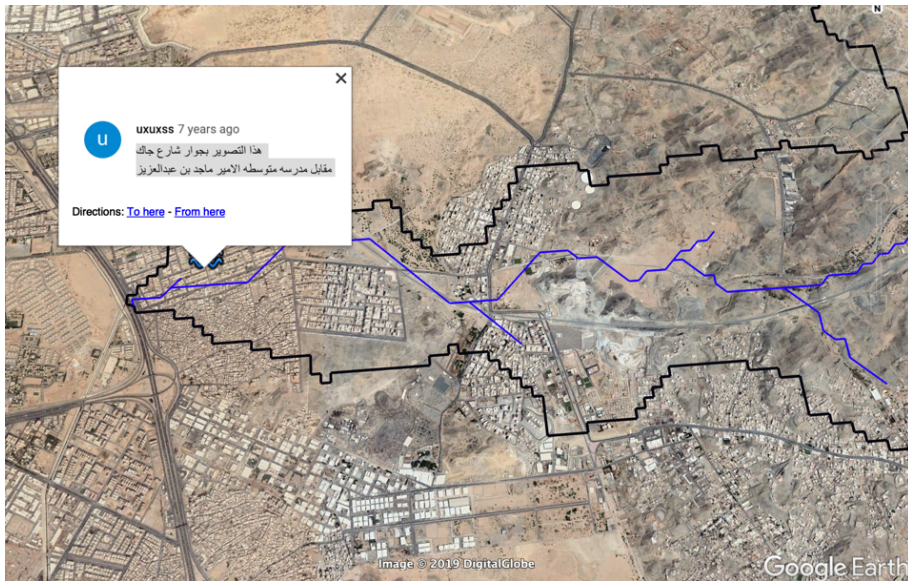 N
uxuxss 7 years ago
هذا التصوير بجوار شارع جاك
مقابل مدرسه متوسطه الامير ماجد بن عبدالعزيز
Directions: To here - From here
Image © 2019 DigitalGlobe
Google Earth